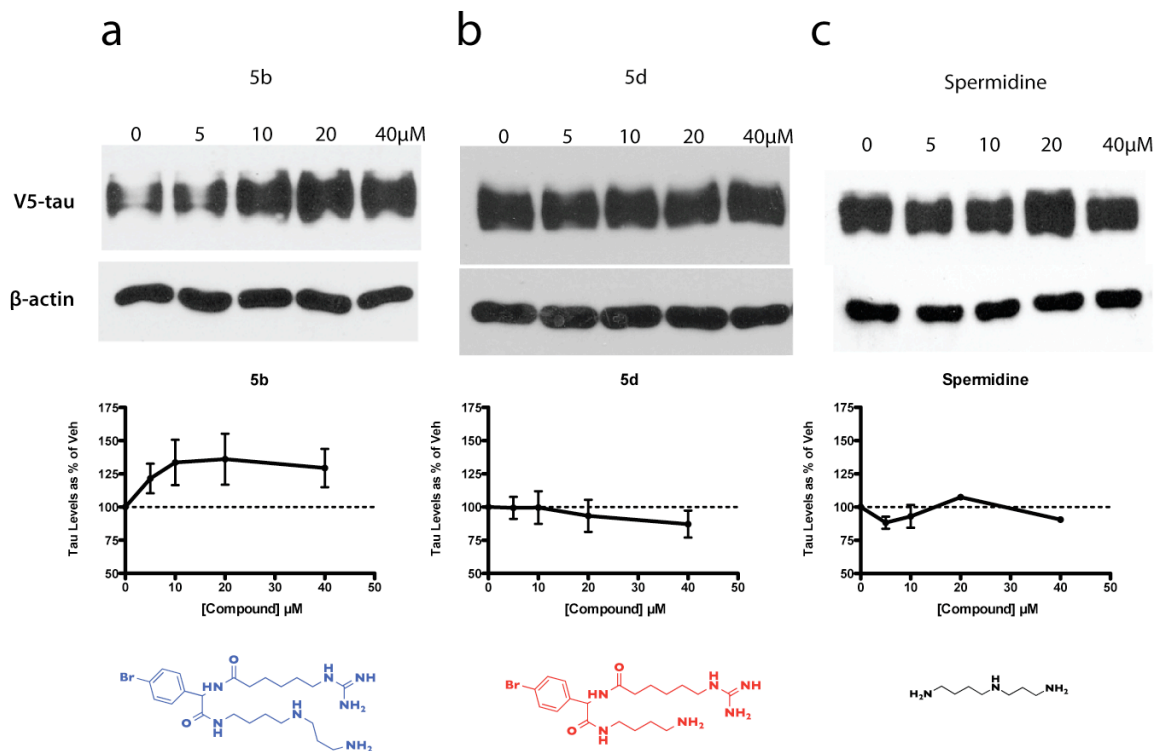 a b c
5b 5d Spermidine
0 5 10 20 40µM 0 5 10 20 40µM 0 5 10 20 40µM
V5-tau
β-actin
5b 5d Spermidine
175 175 175
150 150 150
125 125 125
100 100 100
75 75 75
50 50 50
Tau Levels as % of Veh Tau Levels as % of Veh Tau Levels as % of Veh
0 10 20 30 40 50 0 10 20 30 40 50 0 10 20 30 40 50
[Compound] µM [Compound] µM [Compound] µM
Br O HN H N NH NH2 O N H H N NH2
Br O HN H N NH NH2 O N H NH2
H2N H N NH2